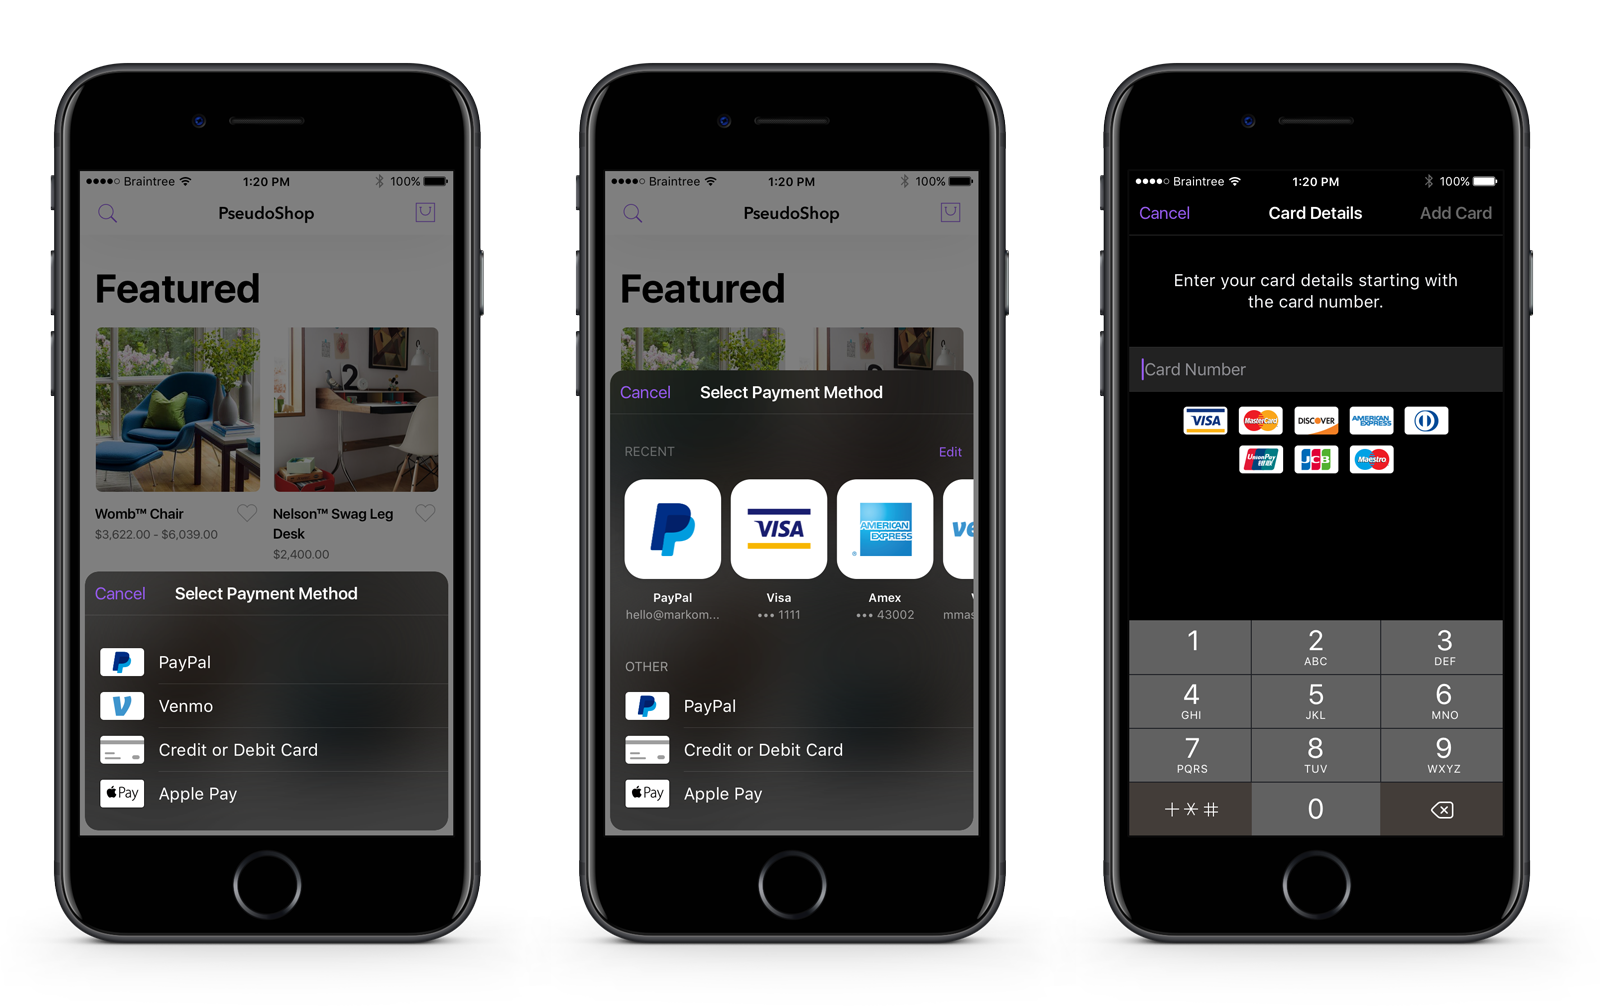 Braintree
1:20 PM
100%
PseudoShop
Featured
2
Womb™ Chair
$3,622.00 - $6,039.00
Nelson™ Swag Leg
Desk
$2,400.00
Cancel
Select Payment Method
PayPal
Venmo
Credit or Debit Card
Pay
Apple Pay
Braintree
1:20 PM
100%
PseudoShop
Featured
2
Cancel
Select Payment Method
RECENT
Edit
VISA
AMERICAN
EXPRESS
ve
PayPal
hello@markom...
Visa
••• 1111
Amex
••• 43002
mmas
OTHER
PayPal
Credit or Debit Card
Pay
Apple Pay
Braintree
1:20 PM
100%
Cancel
Card Details
Add Card
Enter your card details starting with
the card number.
Card Number
VISA
MasterCard
DISCOVER
AMERICAN
EXPRESS
UnionPay
银联
JCB
Maestro
1
2
ABC
3
DEF
4
GHI
5
JKL
6
MNO
7
PQRS
8
TUV
9
WXYZ
+*#
0